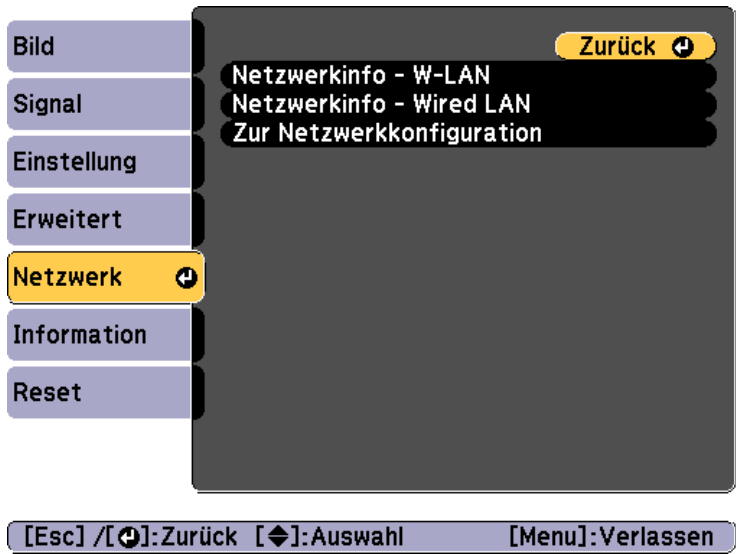 Bild
Signal
Einstellung
Erweitert
Netzwerk
Information
Reset
Zurück
Netzwerkinfo - W-LAN
Netzwerkinfo - Wired LAN
Zur Netzwerkkonfiguration
[Esc] /[⏎]:Zurück [◆]:Auswahl [Menu]:Verlassen